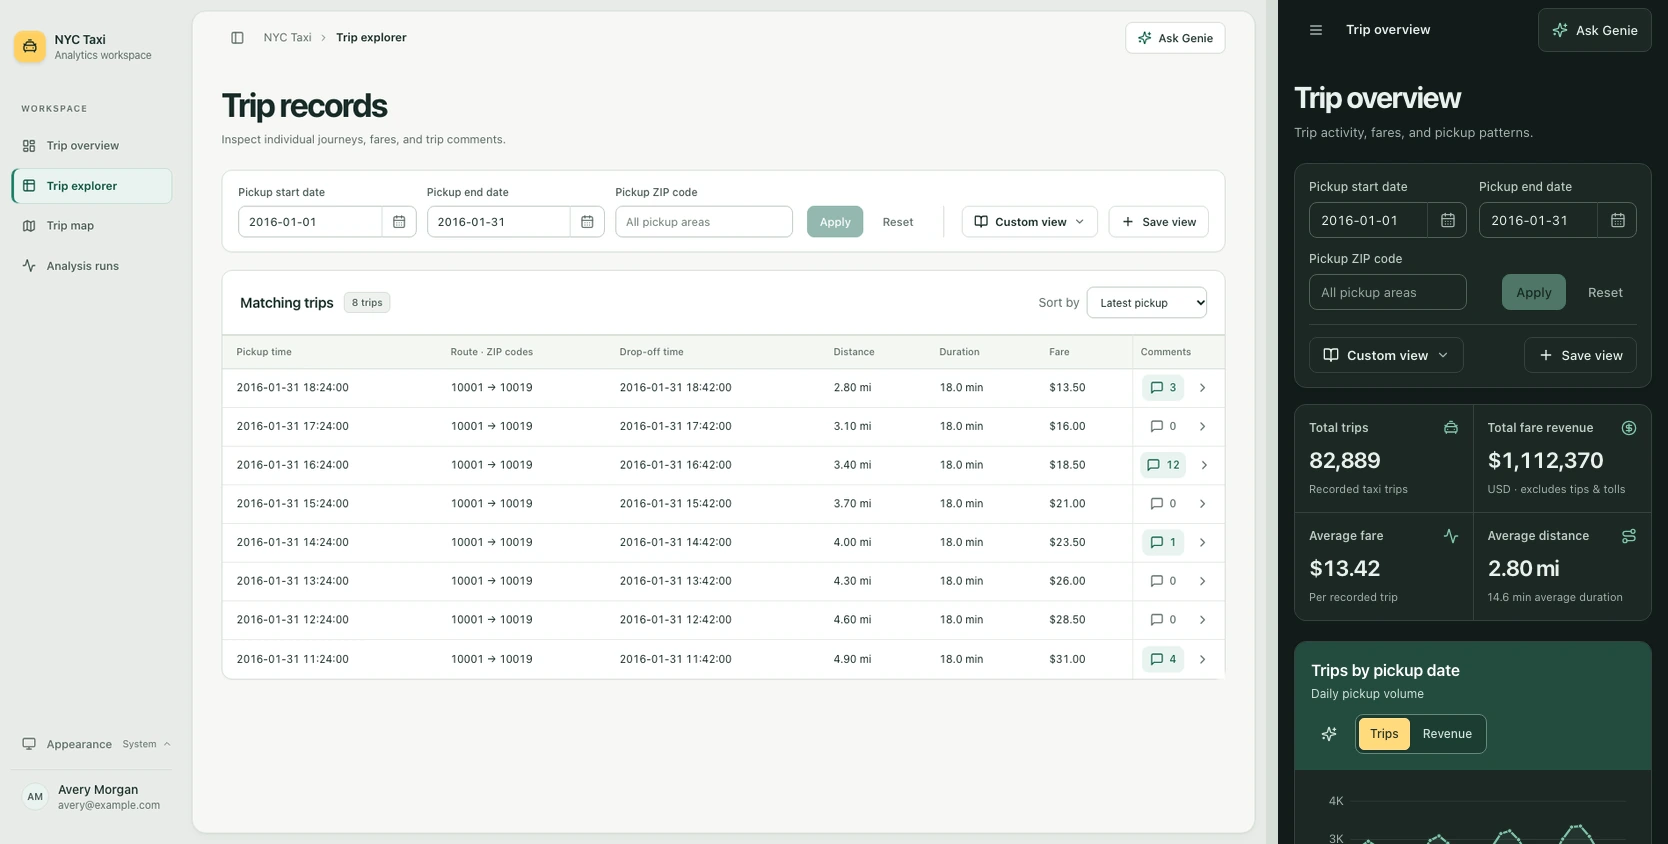 NYC Taxi
Analytics workspace
WORKSPACE
Trip overview
Trip explorer
Trip map
Analysis runs
Appearance System
AM
Avery Morgan
avery@example.com
NYC Taxi › Trip explorer
Ask Genie
Trip records
Inspect individual journeys, fares, and trip comments.
Pickup start date Pickup end date Pickup ZIP code
2016-01-01 2016-01-31 All pickup areas Apply Reset Custom view Save view
Matching trips 8 trips Sort by Latest pickup
Pickup time Route · ZIP codes Drop-off time Distance Duration Fare Comments
2016-01-31 18:24:00 10001 → 10019 2016-01-31 18:42:00 2.80 mi 18.0 min $13.50 3
2016-01-31 17:24:00 10001 → 10019 2016-01-31 17:42:00 3.10 mi 18.0 min $16.00 0
2016-01-31 16:24:00 10001 → 10019 2016-01-31 16:42:00 3.40 mi 18.0 min $18.50 12
2016-01-31 15:24:00 10001 → 10019 2016-01-31 15:42:00 3.70 mi 18.0 min $21.00 0
2016-01-31 14:24:00 10001 → 10019 2016-01-31 14:42:00 4.00 mi 18.0 min $23.50 1
2016-01-31 13:24:00 10001 → 10019 2016-01-31 13:42:00 4.30 mi 18.0 min $26.00 0
2016-01-31 12:24:00 10001 → 10019 2016-01-31 12:42:00 4.60 mi 18.0 min $28.50 0
2016-01-31 11:24:00 10001 → 10019 2016-01-31 11:42:00 4.90 mi 18.0 min $31.00 4
Trip overview
Ask Genie
Trip overview
Trip activity, fares, and pickup patterns.
Pickup start date Pickup end date
2016-01-01 2016-01-31
Pickup ZIP code
All pickup areas Apply Reset
Custom view Save view
Total trips Total fare revenue
82,889 $1,112,370
Recorded taxi trips USD · excludes tips & tolls
Average fare Average distance
$13.42 2.80 mi
Per recorded trip 14.6 min average duration
Trips by pickup date
Daily pickup volume
Trips Revenue
4K
3K